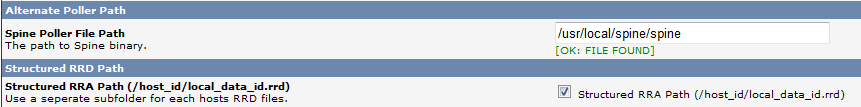 Alternate Poller Path
Spine Poller File Path
The path to Spine binary.
/usr/local/spine/spine
[OK: FILE FOUND]
Structured RRD Path
Structured RRA Path (/host_id/local_data_id.rrd)
Use a seperate subfolder for each hosts RRD files.
Structured RRA Path (/host_id/local_data_id.rrd)